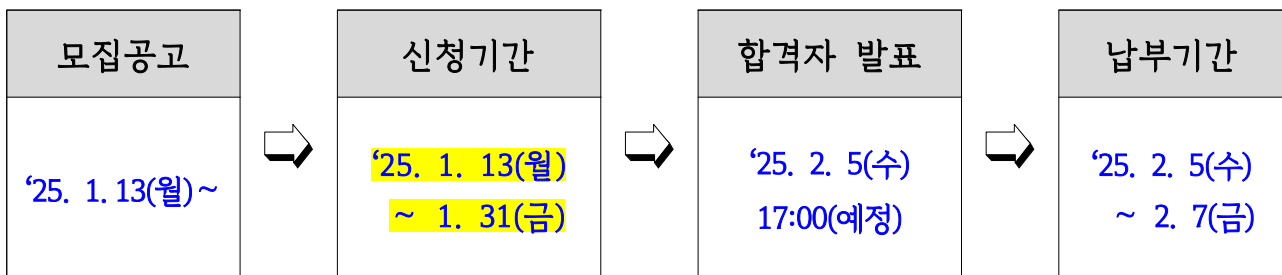 모집공고
‘25. 1.13(월)~
신청기간
‘25. 1. 13(월)
~ 1. 31(금)
합격자 발표
‘25. 2. 5(수)
17:00(예정)
납부기간
‘25. 2. 5(수)
~ 2. 7(금)